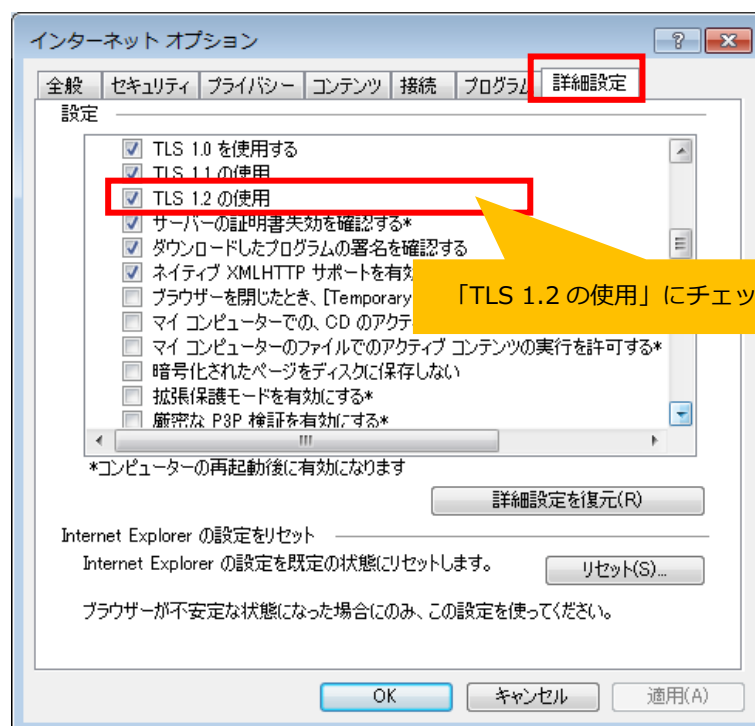 インターネット オプション
全般 セキュリティ プライバシー コンテンツ 接続 プログラム 詳細設定
設定
TLS 1.0 を使用する
TLS 1.1 の使用
TLS 1.2 の使用
サーバーの証明書失効を確認する*
ダウンロードしたプログラムの署名を確認する
ネイティブ XMLHTTP サポートを有効
「TLS 1.2 の使用」にチェッ
ブラウザーを閉じたとき、[Temporary
マイ コンピューターでの、CD のアクテ
マイ コンピューターのファイルでのアクティブ コンテンツの実行を許可する*
暗号化されたページをディスクに保存しない
拡張保護モードを有効にする*
厳密な P3P 検証を有効にする*
*コンピューターの再起動後に有効になります
詳細設定を復元(R)
Internet Explorer の設定をリセット
Internet Explorer の設定を既定の状態にリセットします。
リセット(S)...
ブラウザーが不安定な状態になった場合にのみ、この設定を使ってください。
OK キャンセル 適用(A)